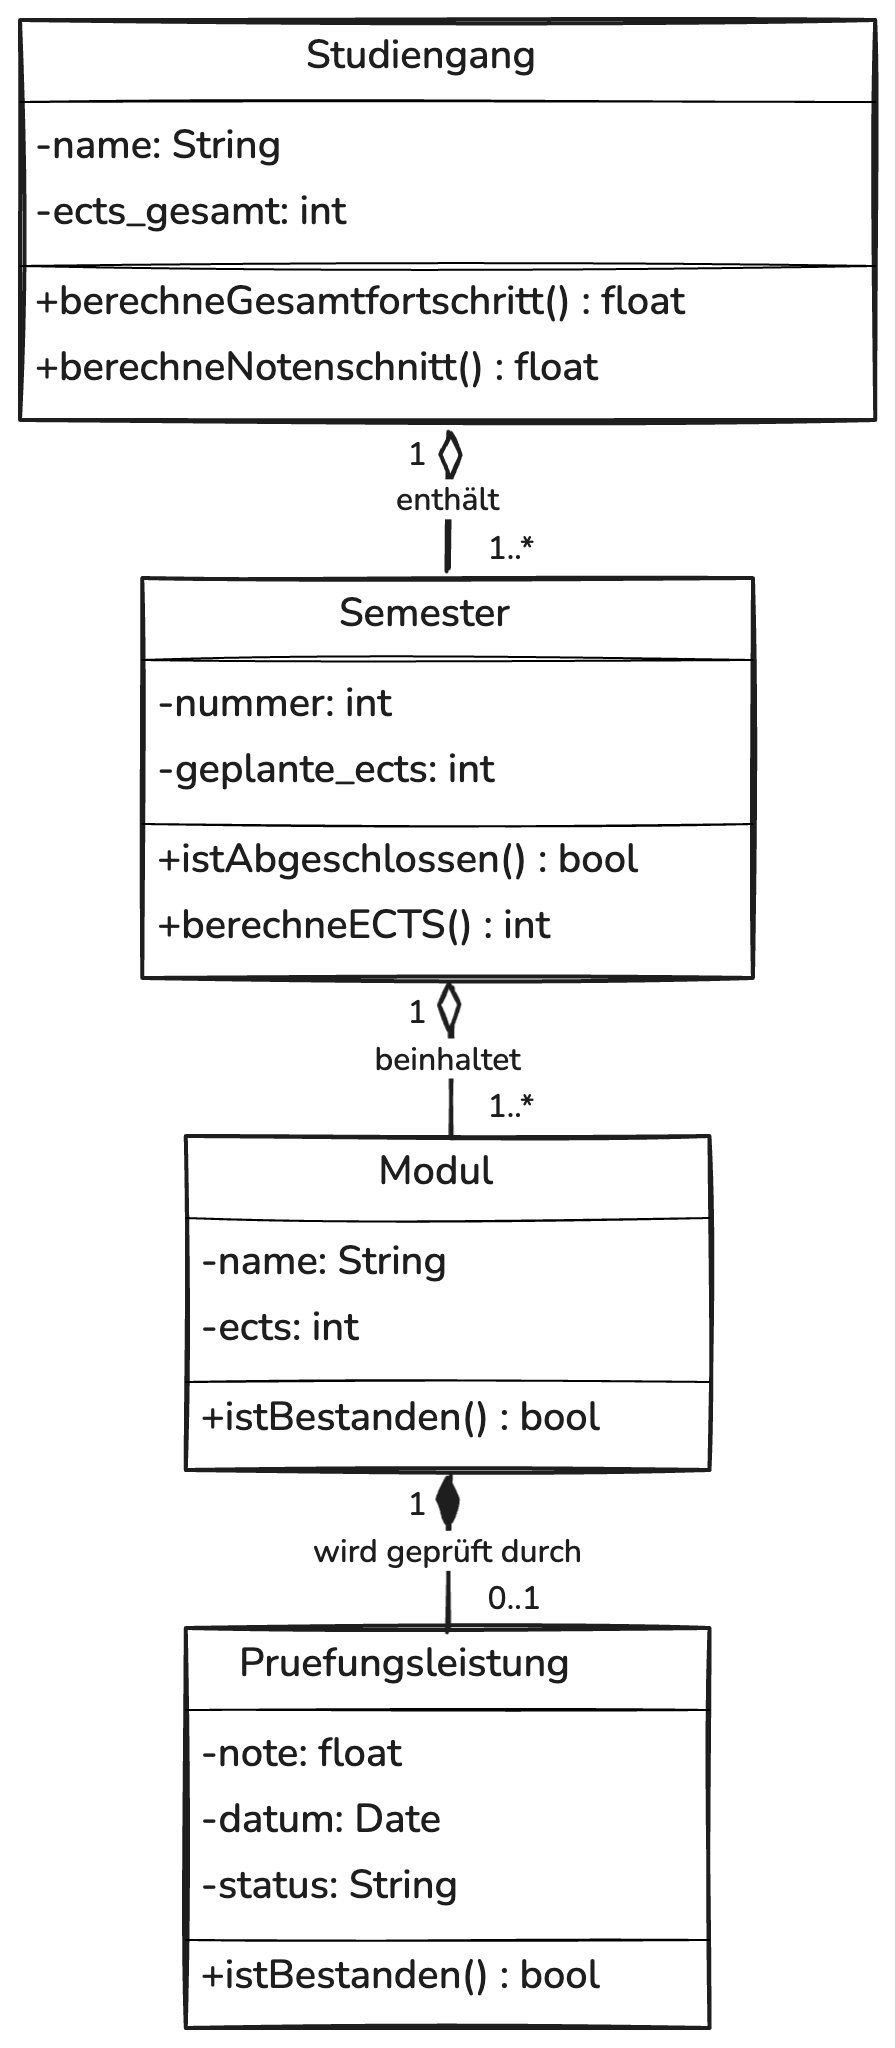 Studiengang
-name: String
-ects_gesamt: int
+berechneGesamtfortschritt() : float
+berechneNotenschnitt() : float
1
enthält
1..*
Semester
-nummer: int
-geplante_ects: int
+istAbgeschlossen() : bool
+berechneECTS() : int
1
beinhaltet
1..*
Modul
-name: String
-ects: int
+istBestanden() : bool
1
wird geprüft durch
0..1
Pruefungsleistung
-note: float
-datum: Date
-status: String
+istBestanden() : bool